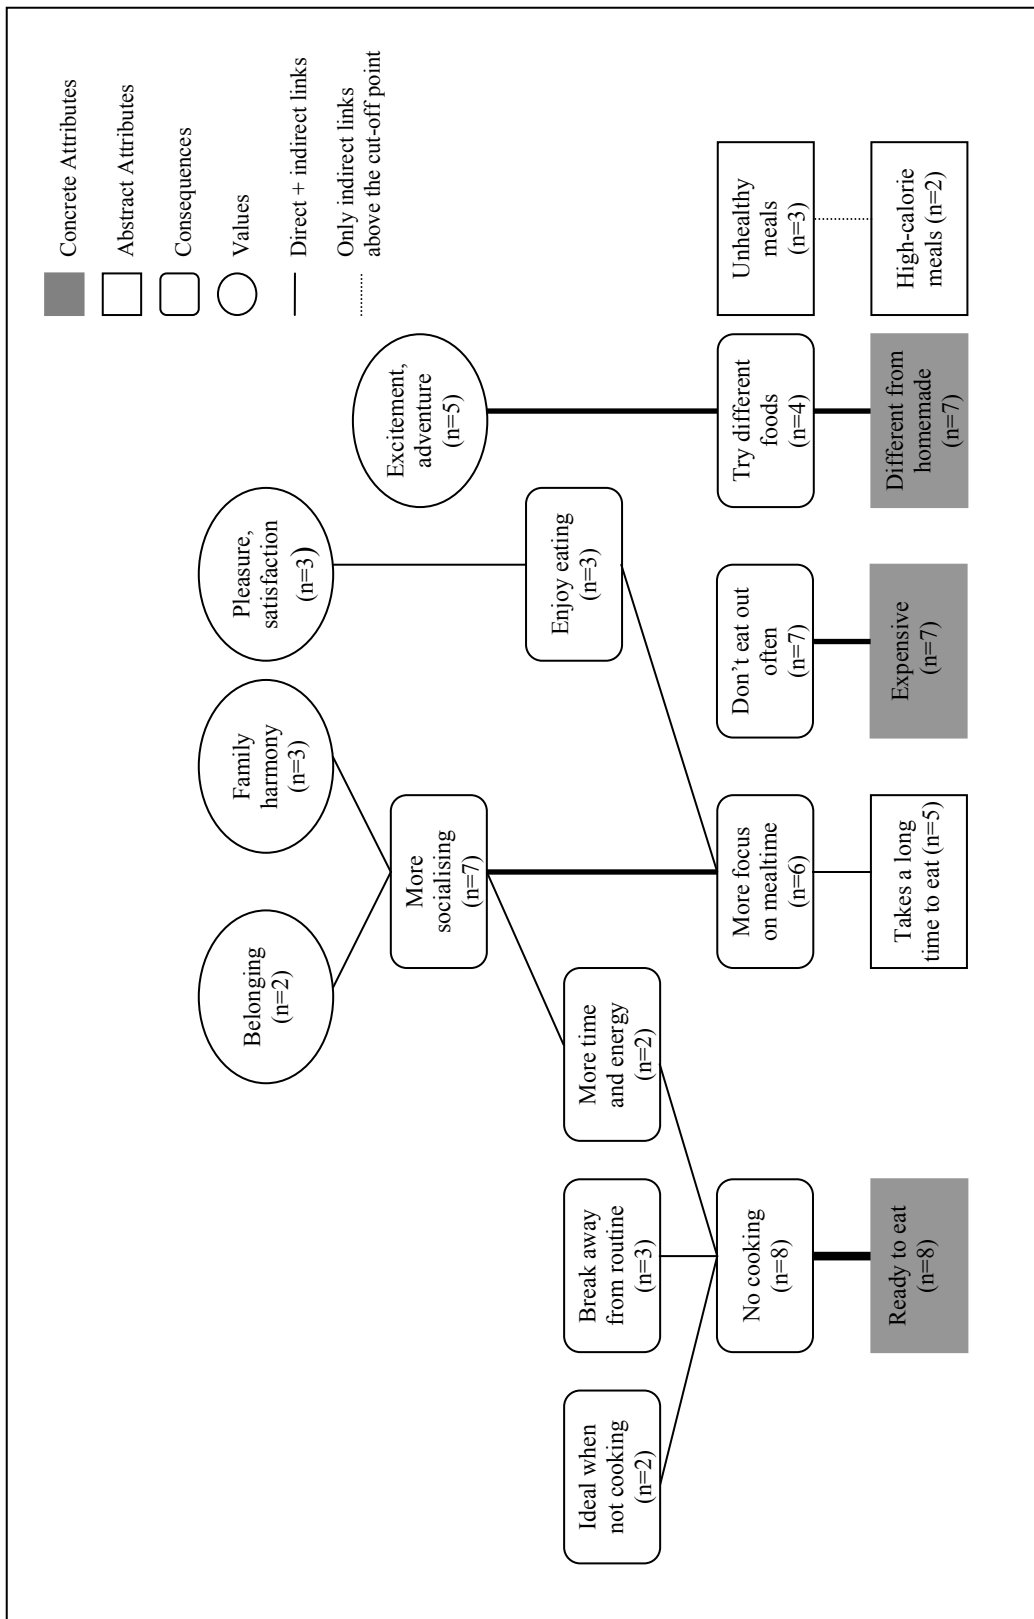 Concrete Attributes
Abstract Attributes
Consequences
Values
Direct + indirect links
Only indirect links
above the cut-off point
Belonging
(n=2)
Family
harmony
(n=3)
Pleasure,
satisfaction
(n=3)
Excitement,
adventure
(n=5)
More
socialising
(n=7)
Enjoy eating
(n=3)
Ideal when
not cooking
(n=2)
Break away
from routine
(n=3)
More time
and energy
(n=2)
No cooking
(n=8)
More focus
on mealtime
(n=6)
Don’t eat out
often
(n=7)
Try different
foods
(n=4)
Unhealthy
meals
(n=3)
Ready to eat
(n=8)
Takes a long
time to eat (n=5)
Expensive
(n=7)
Different from
homemade
(n=7)
High-calorie
meals (n=2)